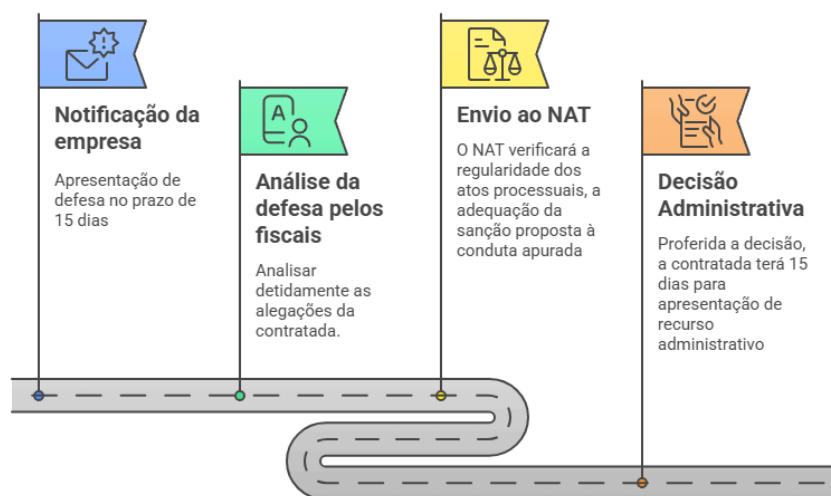 Notificação da
empresa
Apresentação de
defesa no prazo de
15 dias
A
Análise da
defesa pelos
fiscais
Analisar
detidamente as
alegações da
contratada.
Envio ao NAT
O NAT verificará a
regularidade dos
atos processuais, a
adequação da
sanção proposta à
conduta apurada
Decisão
Administrativa
Proferida a decisão,
a contratada terá 15
dias para
apresentação de
recurso
administrativo